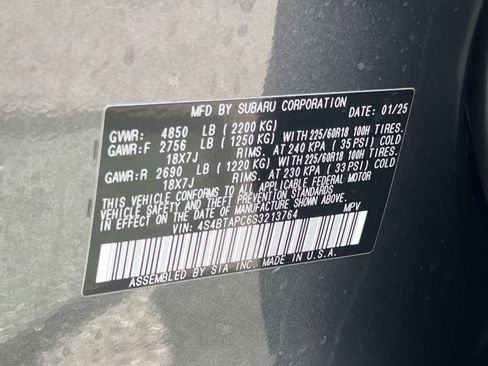 MFD BY SUBARU CORPORATION DATE: 01/25
GVWR: 4850 LB ( 2200 KG)
GAWR:F 2756 LB ( 1250 KG) WITH 225/60R18 100H TIRES.
18X7J RIMS. AT 240 KPA ( 35 PSI) COLD
GAWR:R 2690 LB ( 1220 KG) WITH 225/60R18 100H TIRES.
18X7J RIMS. AT 230 KPA ( 33 PSI) COLD
THIS VEHICLE CONFORMS TO ALL APPLICABLE FEDERAL MOTOR
VEHICLE SAFETY AND THEFT PREVENTION STANDARDS
IN EFFECT ON THE DATE OF MANUFACTURE SHOWN ABOVE.
VIN: 4S4BTAPC6S3213764 MPV
ASSEMBLED BY SIA INC. MADE IN U.S.A.